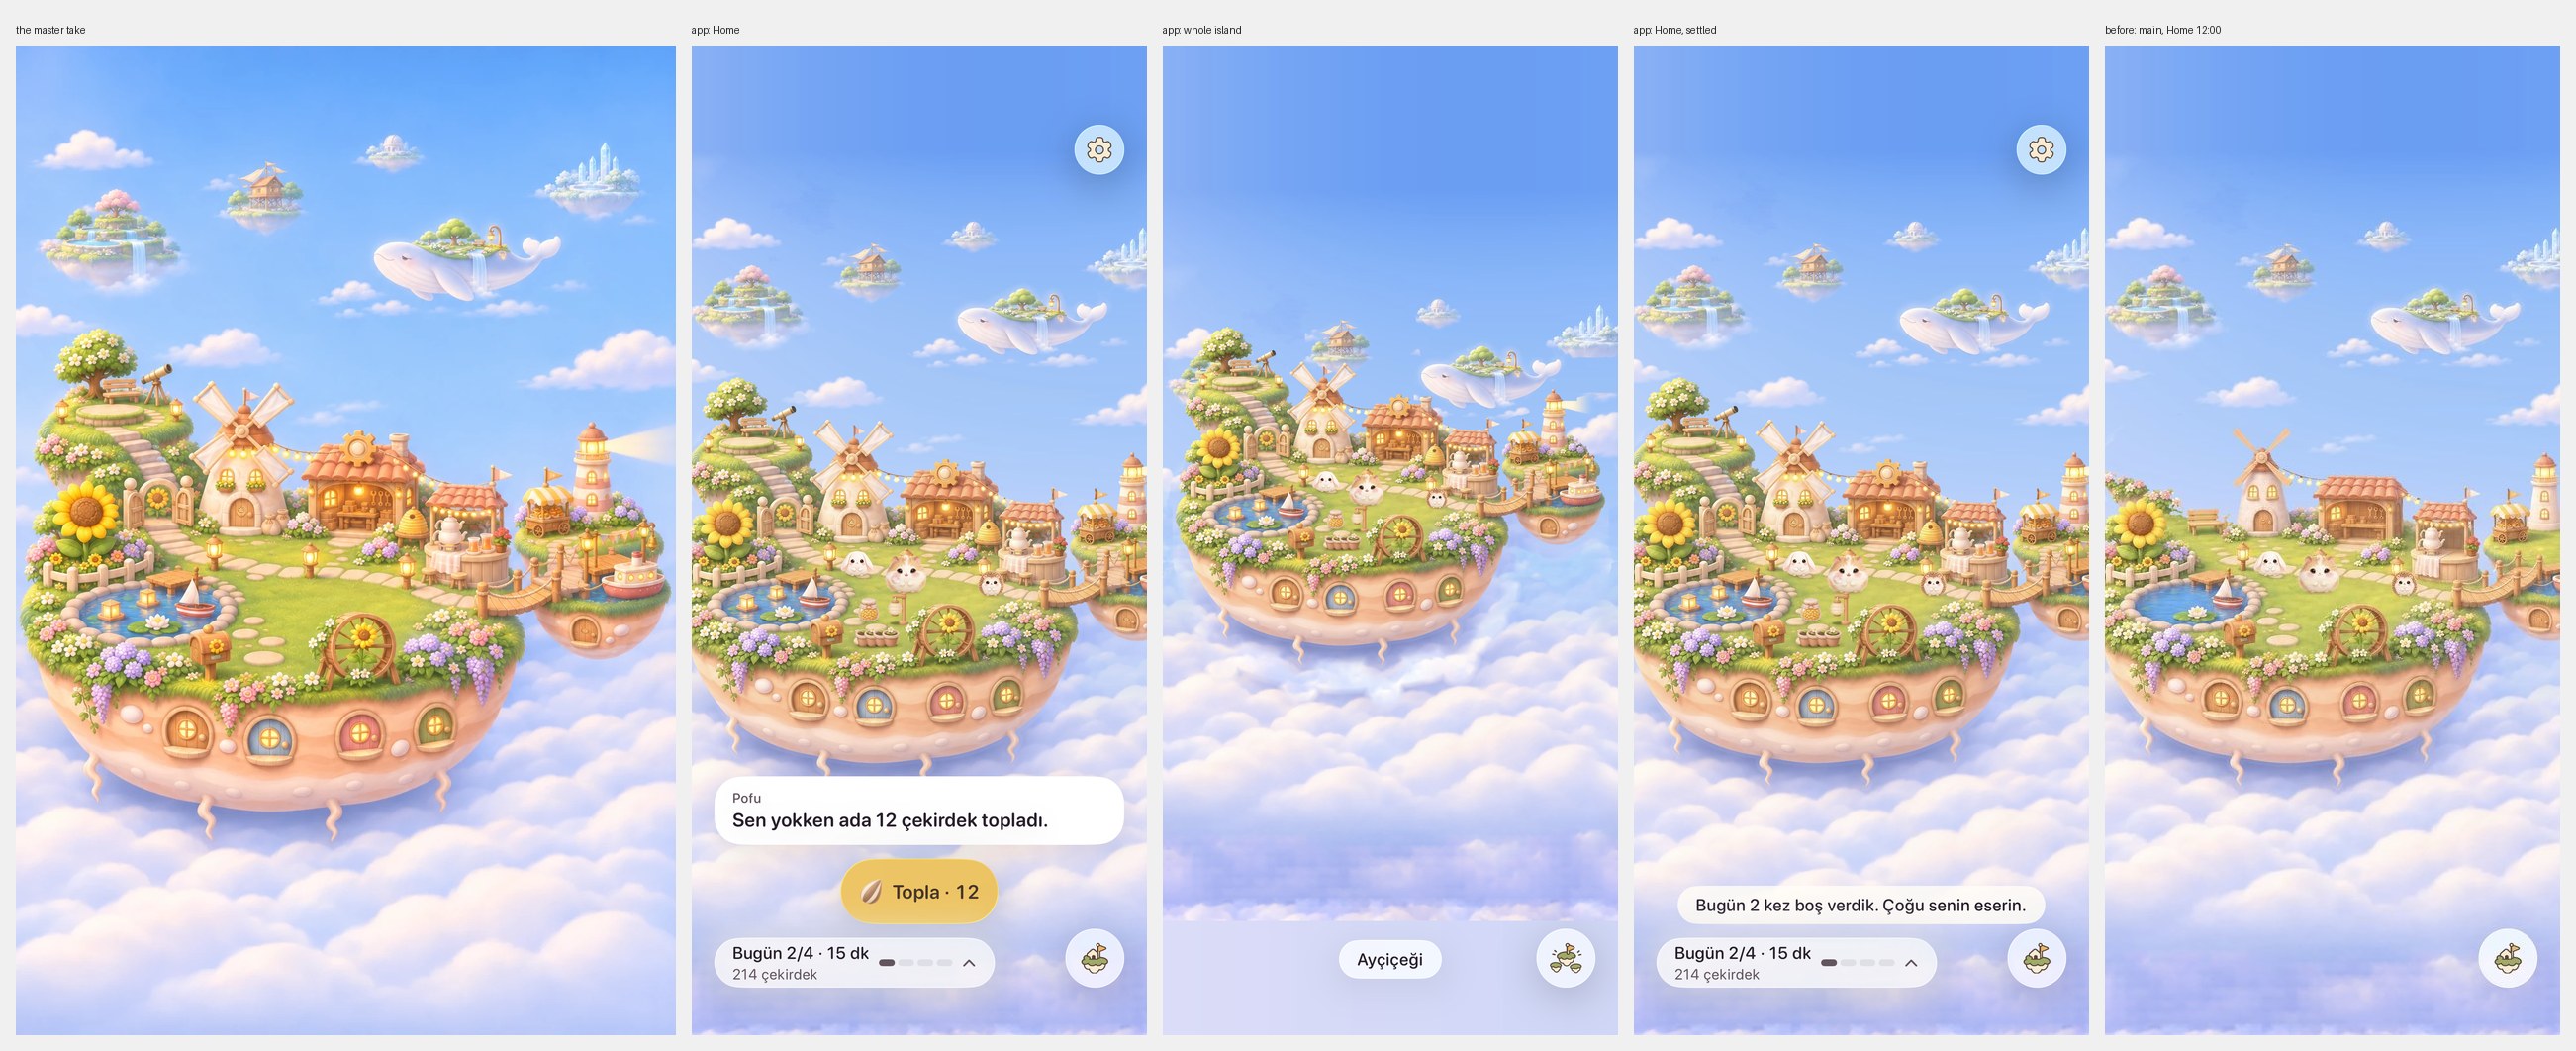 the master take
app: Home
app: whole island
app: Home, settled
before: main, Home 12:00
Pofu
Sen yokken ada 12 çekirdek topladı.
Topla · 12
Bugün 2/4 · 15 dk
214 çekirdek
Ayçiçeği
Bugün 2 kez boş verdik. Çoğu senin eserin.
Bugün 2/4 · 15 dk
214 çekirdek